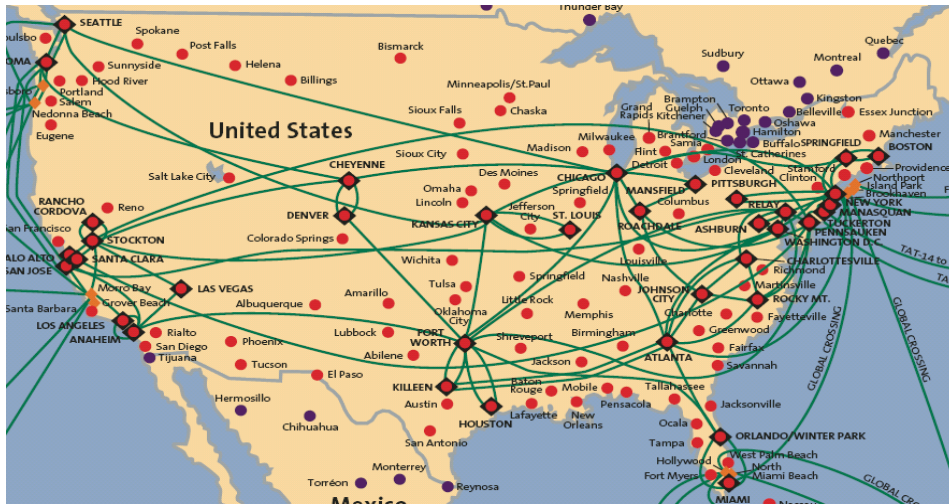 Thunder Bay
SEATTLE
Spokane
Post Falls
Helena
Billings
Bismarck
Sudbury
Quebec
Montreal
Ottawa
Kingston
Belleville
Essex Junction
Sunnyside
Hood River
Portland
Salem
Nedonna Beach
Eugene
Minneapolis/St.Paul
Chaska
Sioux Falls
United States
Brampton
Guelph
Kitchener
Toronto
Oshawa
Hamilton
Buffalo
St. Catherines
Grand
Rapids
Brantford
Sarnia
London
Flint
Detroit
Cleveland
Milwaukee
Madison
Manchester
SPRINGFIELD
BOSTON
Providence
Stamford
Northport
Clinton
Island Park
Brookhaven
NEW YORK
MANASQUAN
TUCKERTON
PENNSAUKEN
WASHINGTON D.C.
Sioux City
Salt Lake City
CHEYENNE
DENVER
Colorado Springs
Des Moines
Omaha
Lincoln
KANSAS CITY
Jefferson
City
CHICAGO
Springfield
ST. LOUIS
MANSFIELD
Columbus
ROACHDALE
PITTSBURGH
RELAY
ASHBURN
RANCHO
CORDOVA
Reno
STOCKTON
SANTA CLARA
SAN JOSE
LAS VEGAS
Morro Bay
Grover Beach
Santa Barbara
LOS ANGELES
ANAHEIM
Rialto
San Diego
Tijuana
Phoenix
Tucson
Albuquerque
El Paso
Amarillo
Lubbock
Abilene
Wichita
Tulsa
Oklahoma
City
FORT
WORTH
KILLEEN
Austin
San Antonio
HOUSTON
Springfield
Little Rock
Shreveport
Jackson
Memphis
Nashville
Louisville
Birmingham
Baton
Rouge
Lafayette
New
Orleans
Mobile
Pensacola
Tallahassee
ATLANTA
JOHNSON
CITY
CHARLOTTESVILLE
Richmond
Martinsville
ROCKY MT.
Fayetteville
Charlotte
Greenwood
Fairfax
Savannah
Jacksonville
Ocala
Tampa
ORLANDO/WINTER PARK
West Palm Beach
Hollywood
North
Miami Beach
Fort Myers
MIAMI
Hermosillo
Chihuahua
Torréon
Monterrey
Reynosa
Mexico
TAT-14 to
GLOBAL CROSSING
GLOBAL CROSSING